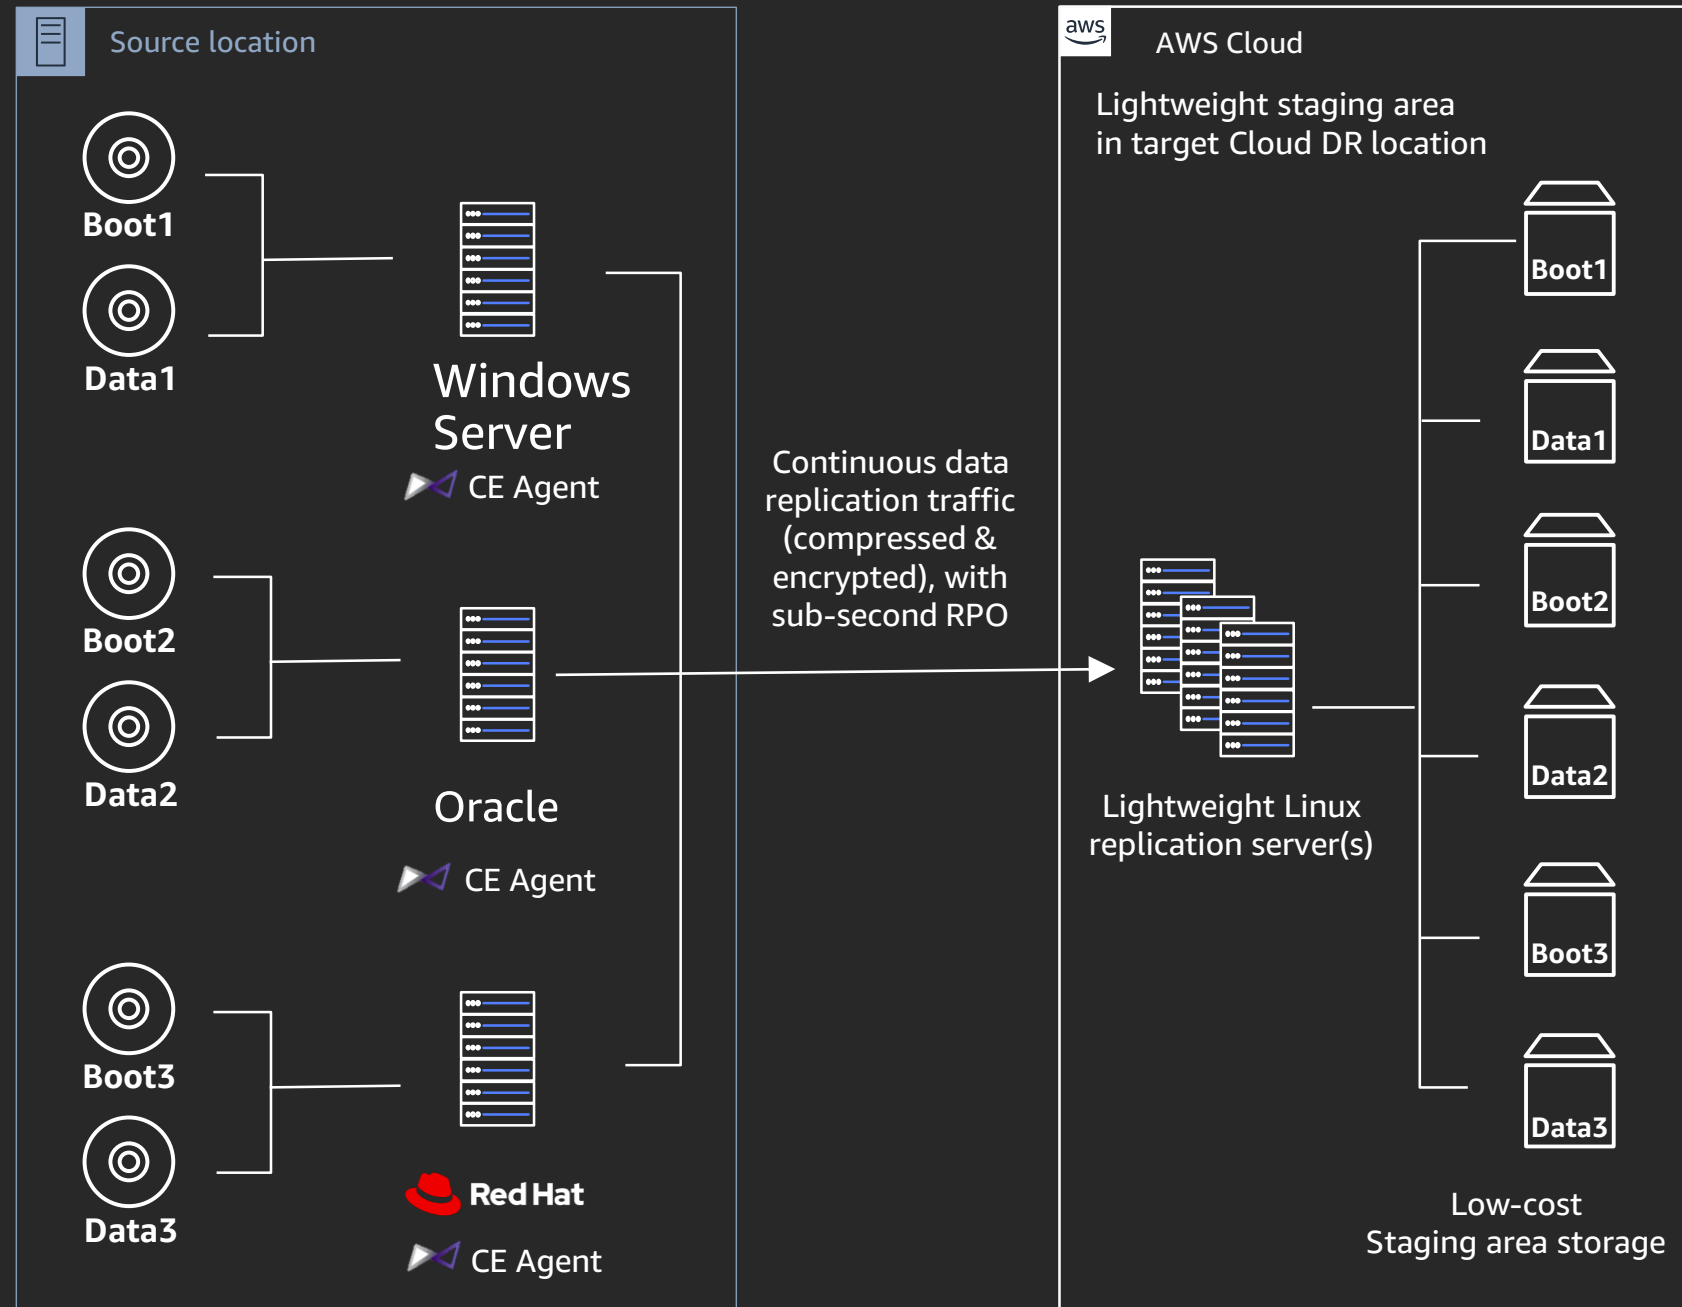 Source location
Boot1
Data1
Windows
Server
CE Agent
Boot2
Data2
Oracle
CE Agent
Boot3
Data3
Red Hat
CE Agent
Continuous data
replication traffic
(compressed &
encrypted), with
sub-second RPO
aws
AWS Cloud
Lightweight staging area
in target Cloud DR location
Lightweight Linux
replication server(s)
Boot1
Data1
Boot2
Data2
Boot3
Data3
Low-cost
Staging area storage